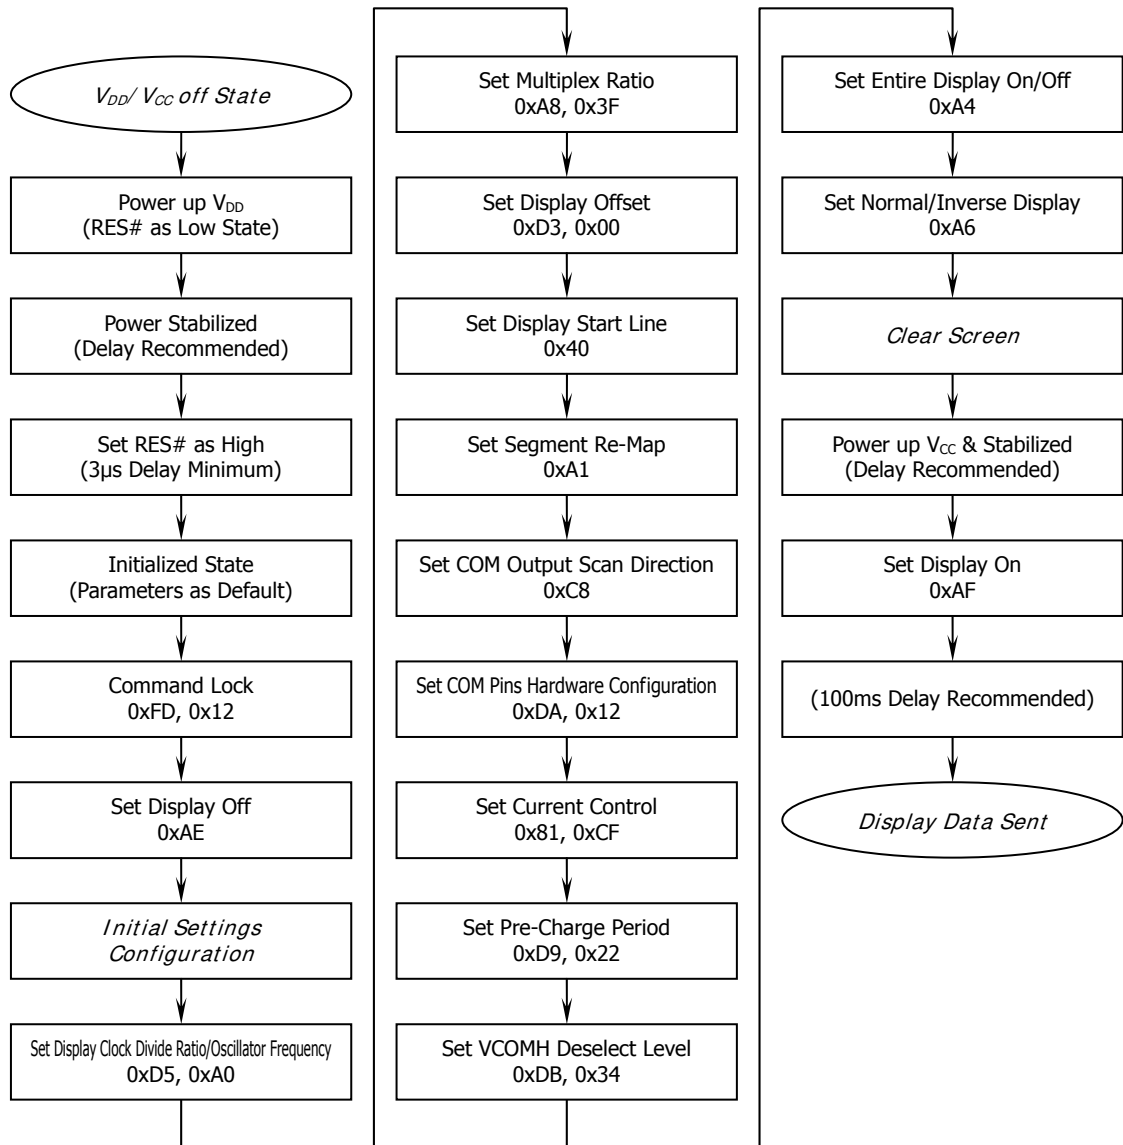 VDD/ VCC off State
Power up VDD
(RES# as Low State)
Power Stabilized
(Delay Recommended)
Set RES# as High
(3μs Delay Minimum)
Initialized State
(Parameters as Default)
Command Lock
0xFD, 0x12
Set Display Off
0xAE
Initial Settings
Configuration
Set Display Clock Divide Ratio/Oscillator Frequency
0xD5, 0xA0
Set Multiplex Ratio
0xA8, 0x3F
Set Display Offset
0xD3, 0x00
Set Display Start Line
0x40
Set Segment Re-Map
0xA1
Set COM Output Scan Direction
0xC8
Set COM Pins Hardware Configuration
0xDA, 0x12
Set Current Control
0x81, 0xCF
Set Pre-Charge Period
0xD9, 0x22
Set VCOMH Deselect Level
0xDB, 0x34
Set Entire Display On/Off
0xA4
Set Normal/Inverse Display
0xA6
Clear Screen
Power up VCC & Stabilized
(Delay Recommended)
Set Display On
0xAF
(100ms Delay Recommended)
Display Data Sent